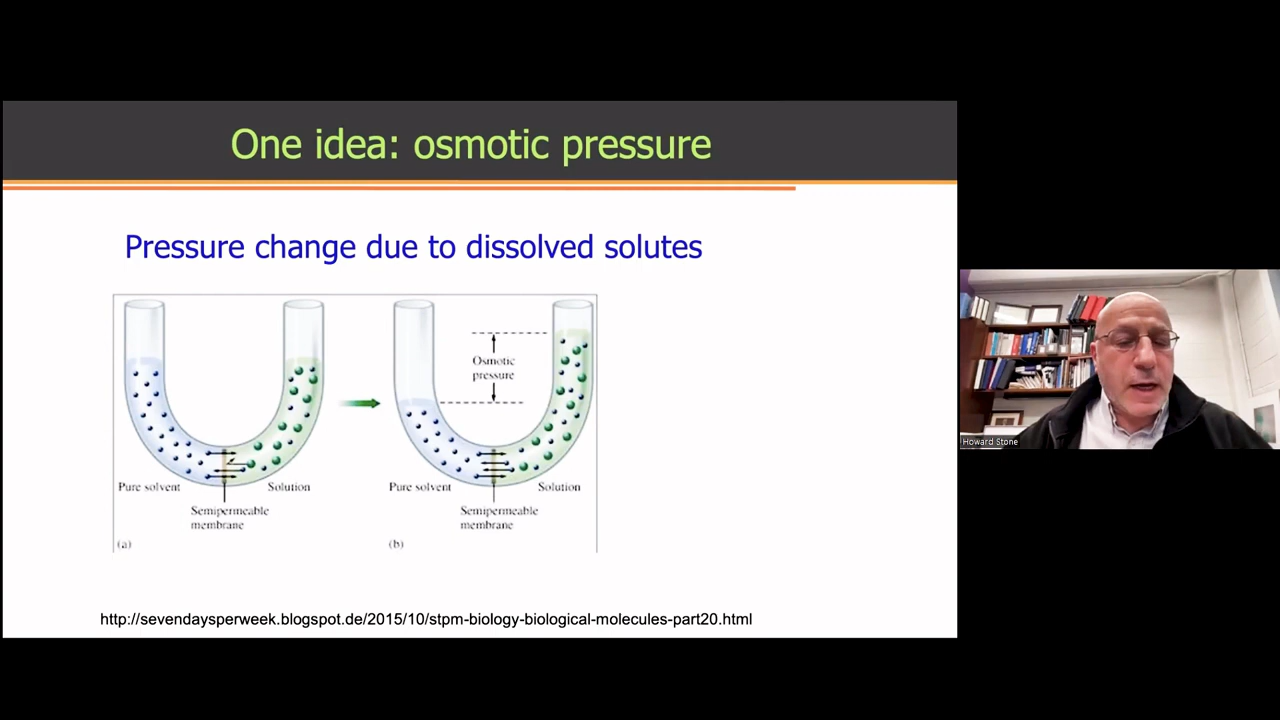 One idea: osmotic pressure
Pressure change due to dissolved solutes
Osmotic
pressure
Pure solvent
Solution
Semipermeable
membrane
(a)
Pure solvent
Solution
Semipermeable
membrane
(b)
http://sevendaysperweek.blogspot.de/2015/10/stpm-biology-biological-molecules-part20.html
Howard Stone